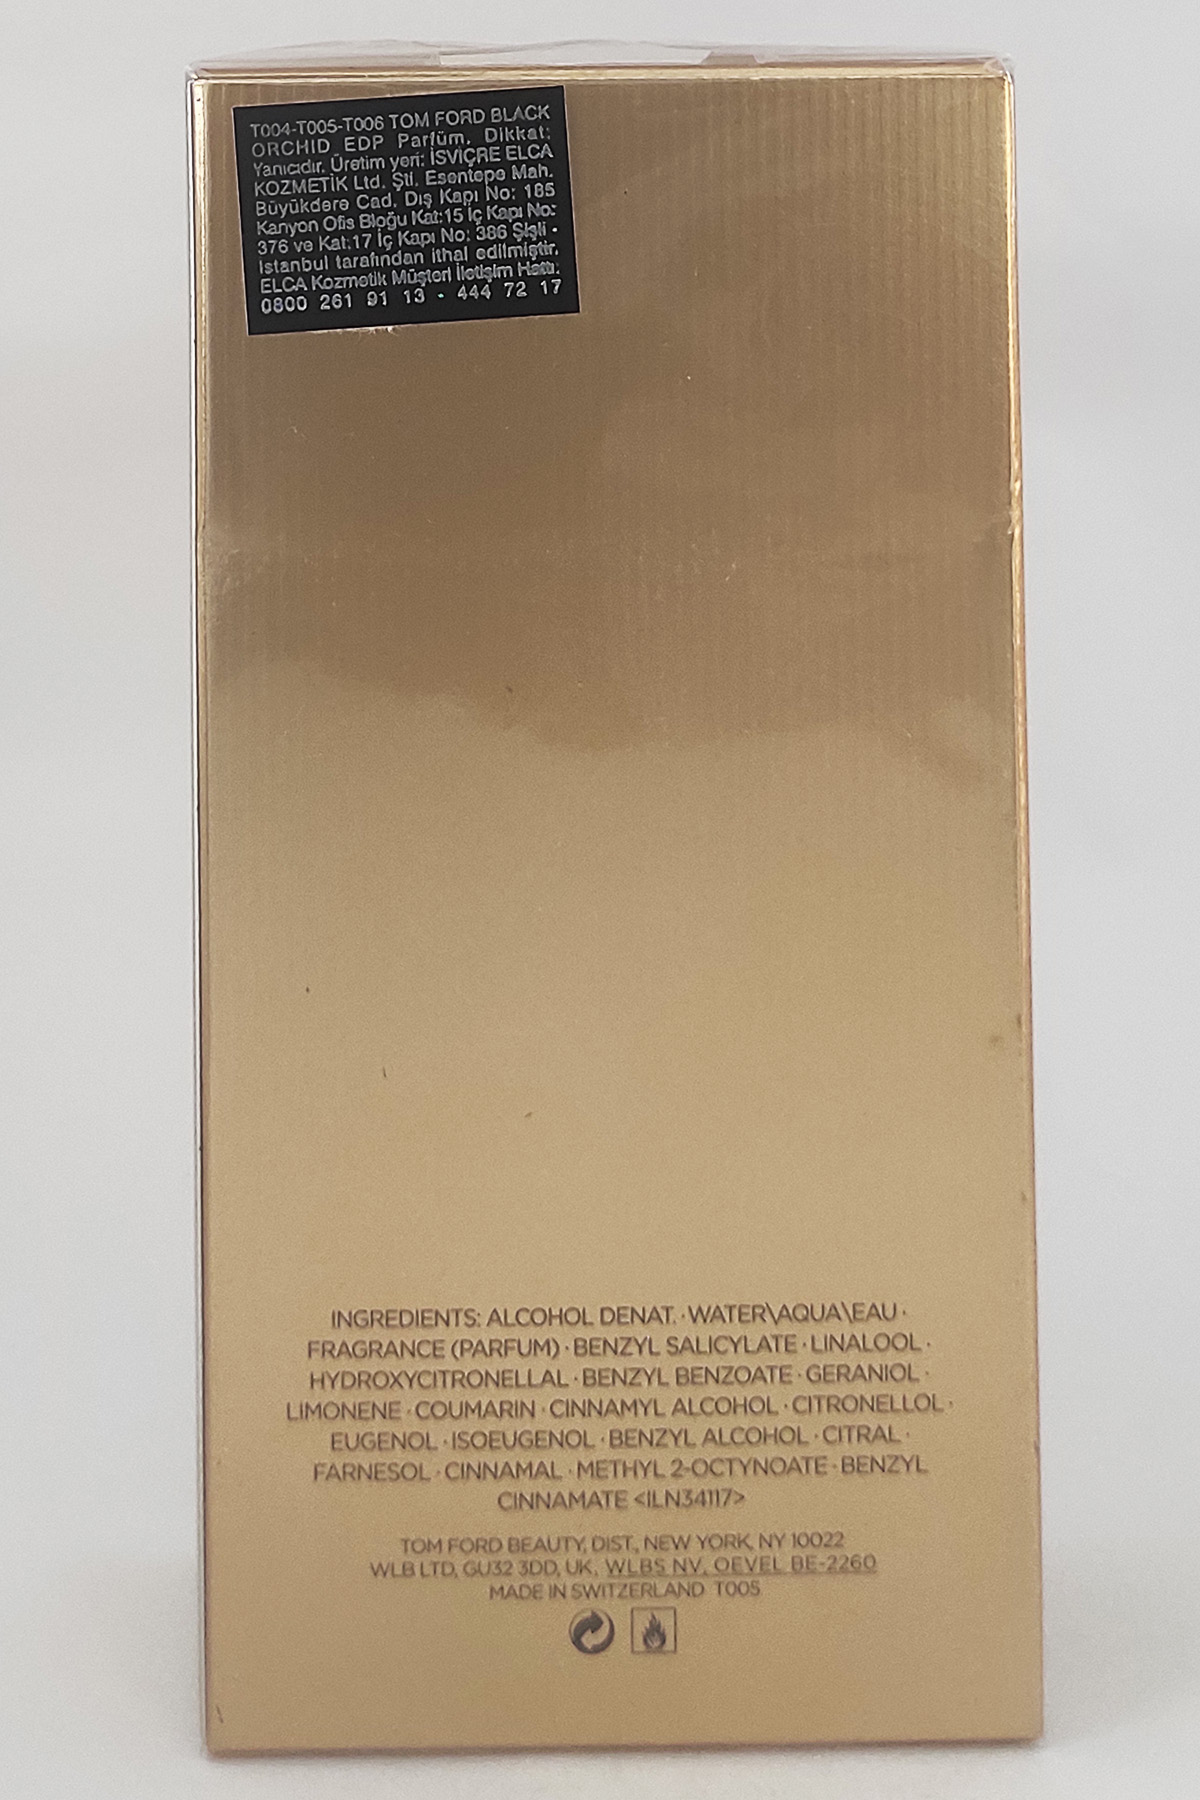 T004-T005-T006 TOM FORD BLACK
ORCHID EDP Parfüm. Dikkat:
Yanıcıdır. Üretim yeri: İSVİÇRE ELCA
KOZMETİK Ltd. Şti. Esentepe Mah.
Büyükdere Cad. Dış Kapı No: 185
Kanyon Ofis Bloğu Kat:15 İç Kapı No:
376 ve Kat:17 İç Kapı No: 386 Şişli -
İstanbul tarafından ithal edilmiştir.
ELCA Kozmetik Müşteri İletişim Hattı:
0800 261 91 13 - 444 72 17
INGREDIENTS: ALCOHOL DENAT. · WATER\AQUA\EAU ·
FRAGRANCE (PARFUM) · BENZYL SALICYLATE · LINALOOL ·
HYDROXYCITRONELLAL · BENZYL BENZOATE · GERANIOL ·
LIMONENE · COUMARIN · CINNAMYL ALCOHOL · CITRONELLOL ·
EUGENOL · ISOEUGENOL · BENZYL ALCOHOL · CITRAL ·
FARNESOL · CINNAMAL · METHYL 2-OCTYNOATE · BENZYL
CINNAMATE <ILN34117>
TOM FORD BEAUTY, DIST., NEW YORK, NY 10022
WLB LTD, GU32 3DD, UK, WLBS NV, OEVEL BE-2260
MADE IN SWITZERLAND T005